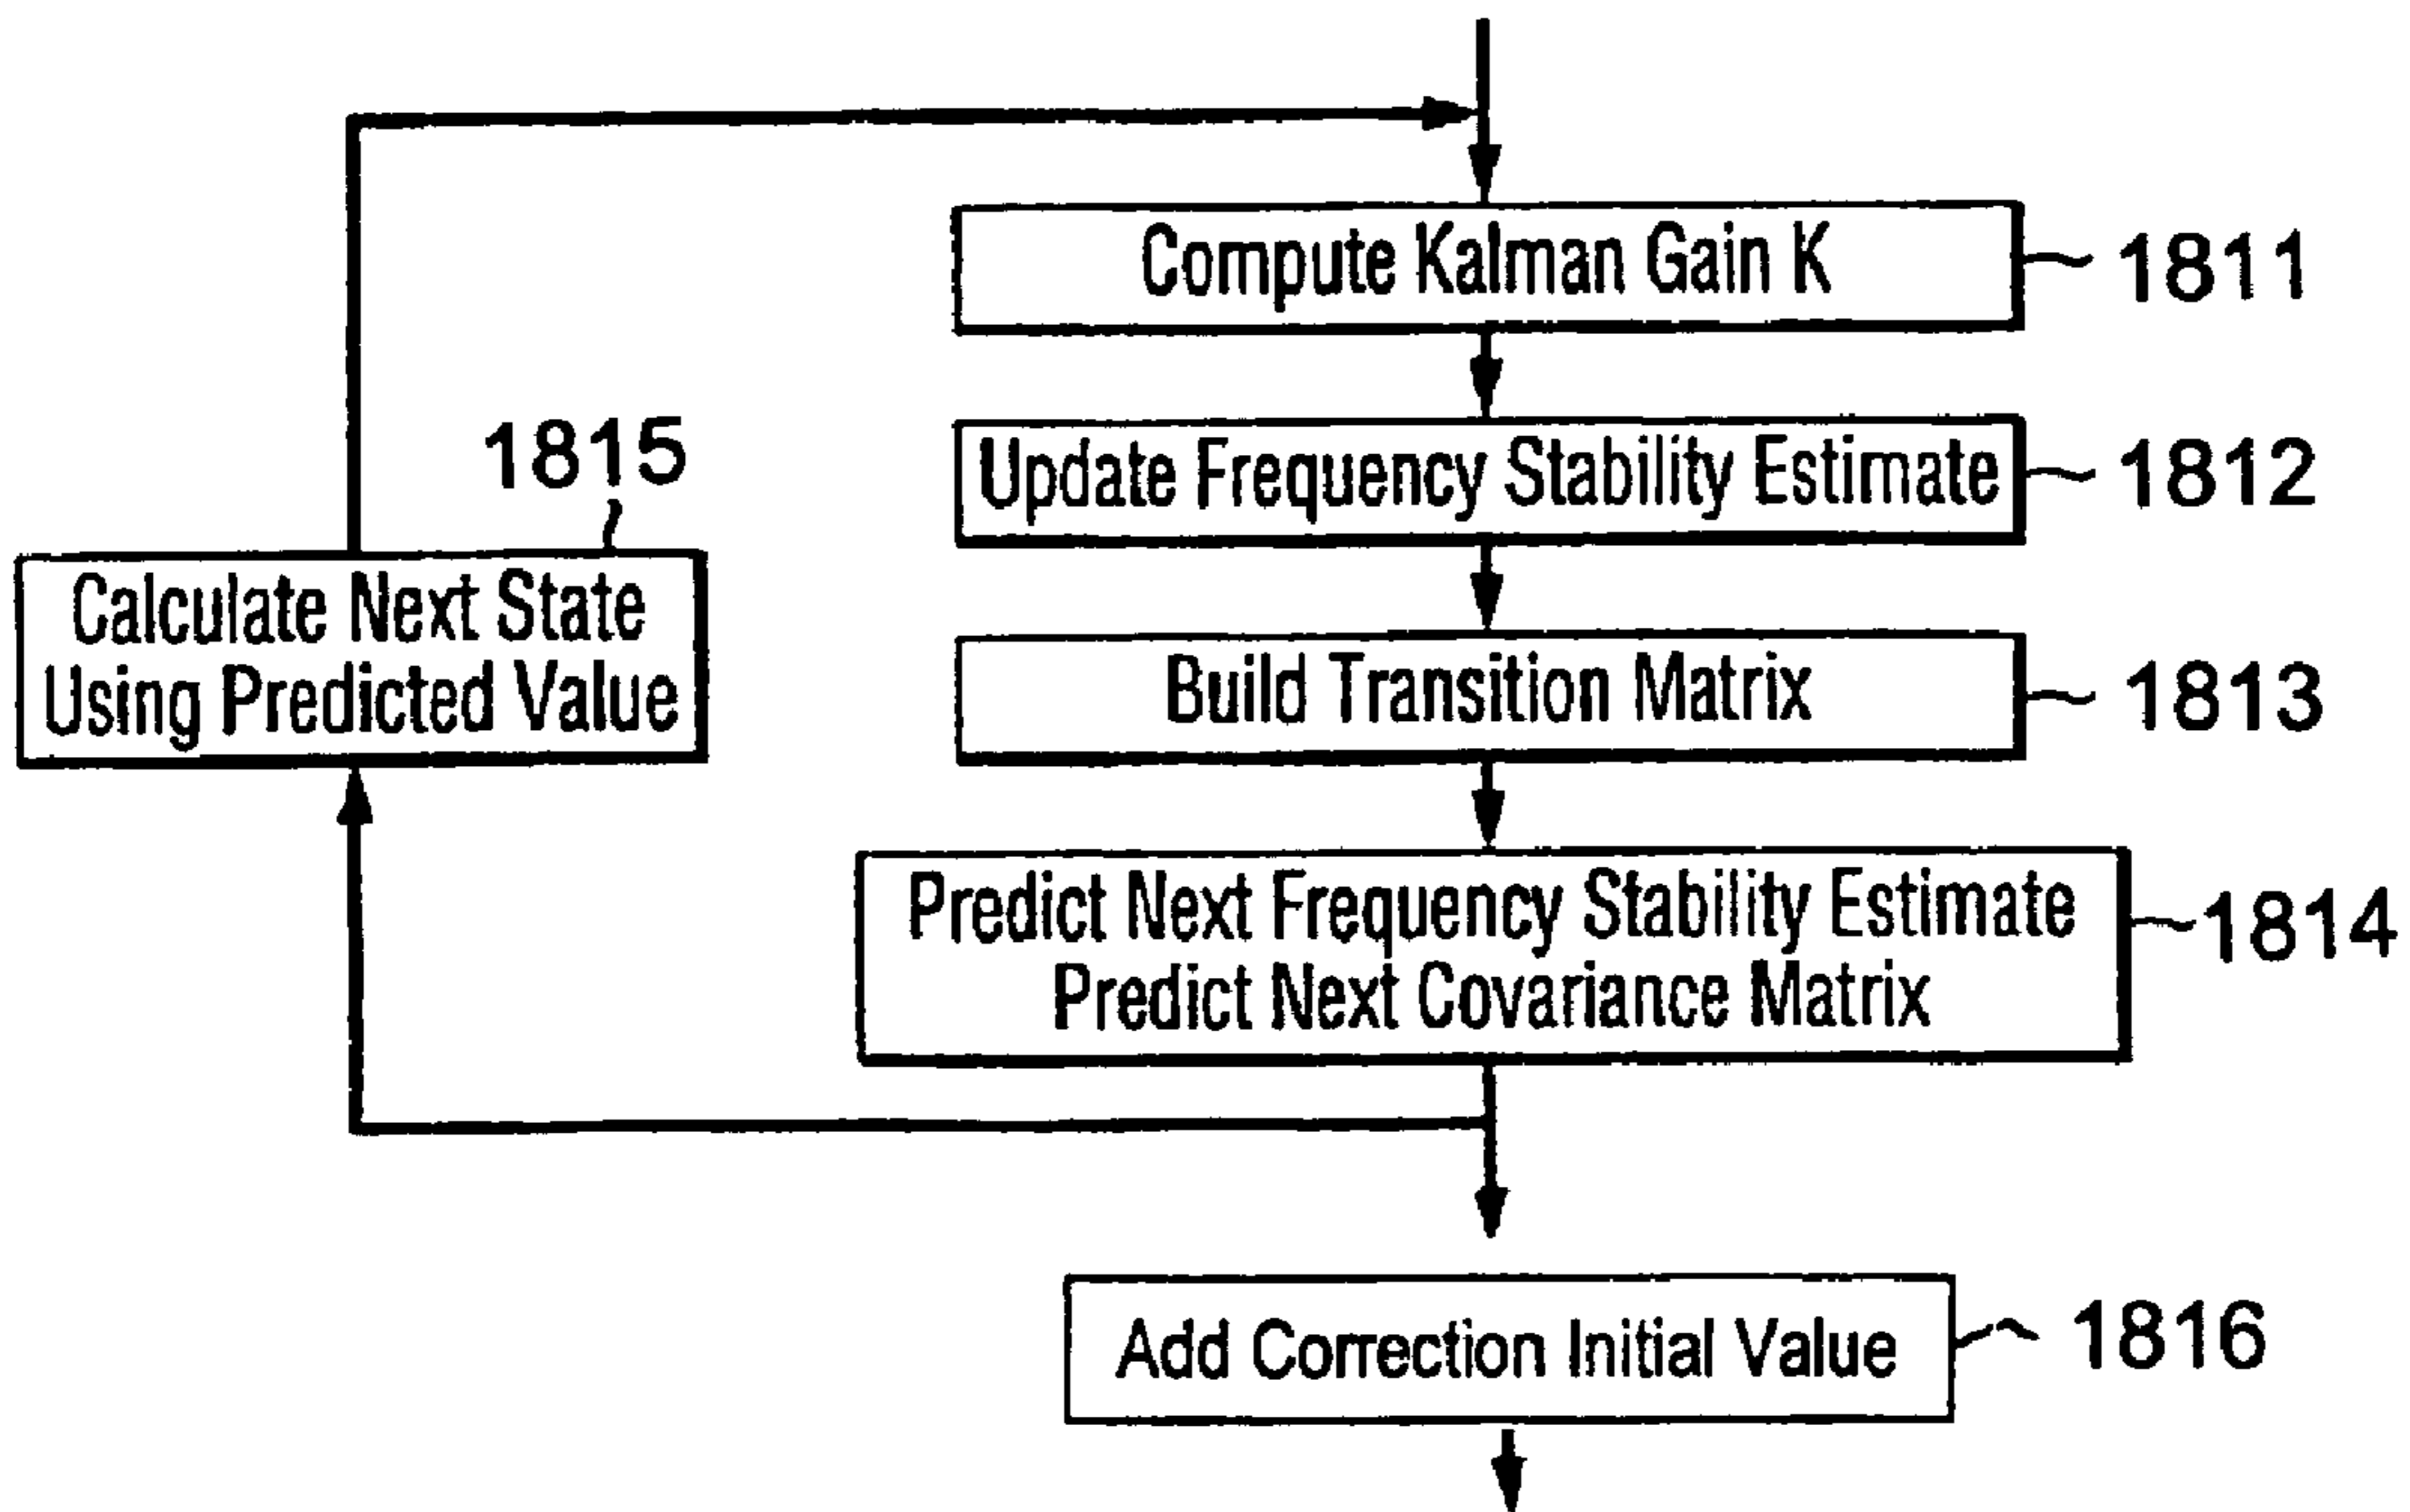 Compute Kalman Gain K
1811
Update Frequency Stability Estimate
1812
1815
Calculate Next State
Using Predicted Value
Build Transition Matrix
1813
Predict Next Frequency Stability Estimate
Predict Next Covariance Matrix
1814
Add Correction Initial Value
1816